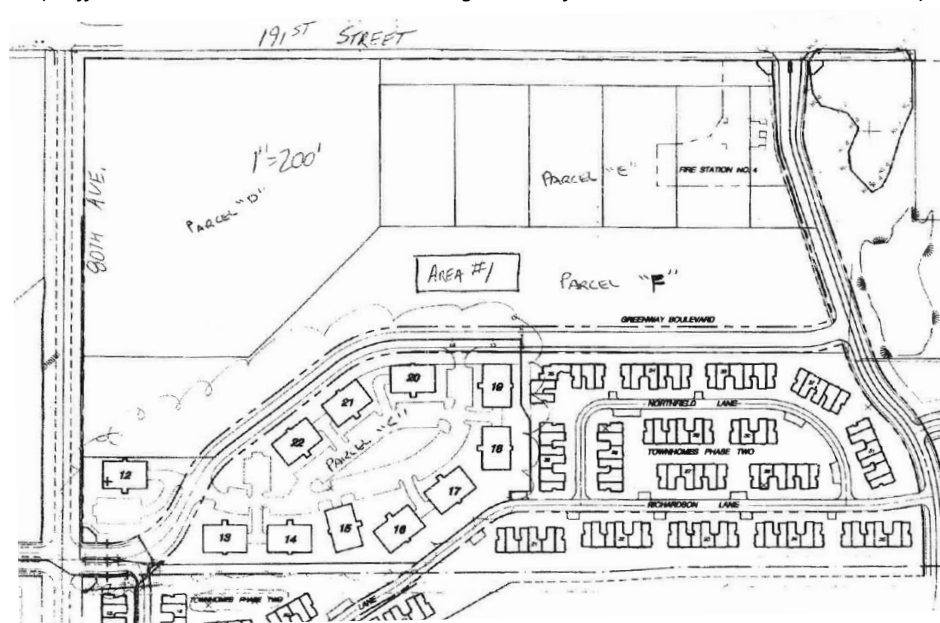 191ST STREET
80TH AVE.
1"=200'
PARCEL "D"
PARCEL "E"
FIRE STATION NO. 4
AREA #1
PARCEL "F"
GREENWAY BOULEVARD
20
19
21
22
PARCEL "C"
18
12
17
13
14
15
16
NORTHFIELD LANE
TOWNHOMES PHASE TWO
RICHARDSON LANE
TOWNHOMES PHASE TWO
LANE